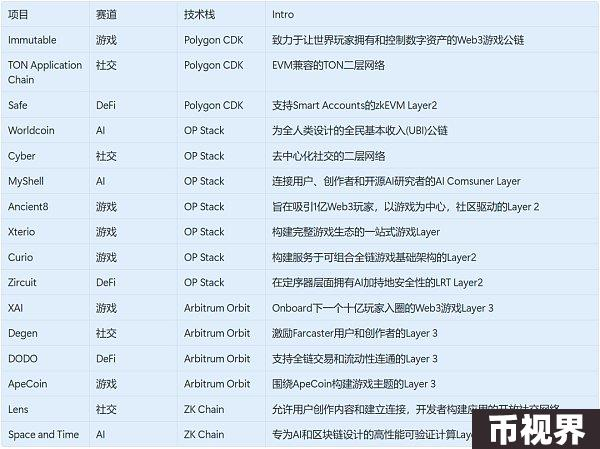 项目 赛道 技术栈 Intro
Immutable 游戏 Polygon CDK 致力于让世界玩家拥有和控制数字资产的Web3游戏公链
TON Application 社交 Polygon CDK EVM兼容的TON二层网络
Chain
Safe DeFi Polygon CDK 支持Smart Accounts的zkEVM Layer2
Worldcoin AI OP Stack 为全人类设计的全民基本收入(UBI)公链
Cyber 社交 OP Stack 去中心化社交的二层网络
MyShell AI OP Stack 连接用户、创作者和开源AI研究者的AI Comsuner Layer
Ancient8 游戏 OP Stack 旨在吸引1亿Web3玩家，以游戏为中心，社区驱动的Layer 2
Xterio 游戏 OP Stack 构建完整游戏生态的一站式游戏Layer
Curio 游戏 OP Stack 构建服务于可组合全链游戏基础架构的Layer2
Zircuit DeFi OP Stack 在定序器层面拥有AI加持地安全性的LRT Layer2
XAI 游戏 Arbitrum Orbit Onboard下一个十亿玩家入圈的Web3游戏Layer 3
Degen 社交 Arbitrum Orbit 激励Farcaster用户和创作者的Layer 3
DODO DeFi Arbitrum Orbit 支持全链交易和流动性连通的Layer 3
ApeCoin 游戏 Arbitrum Orbit 围绕ApeCoin构建游戏主题的Layer 3
Lens 社交 ZK Chain 允许用户创作内容和建立连接，开发者构建应用的开放社交网络
Space and Time AI ZK Chain 专为AI和区块链设计的高性能可验证计算
币视界